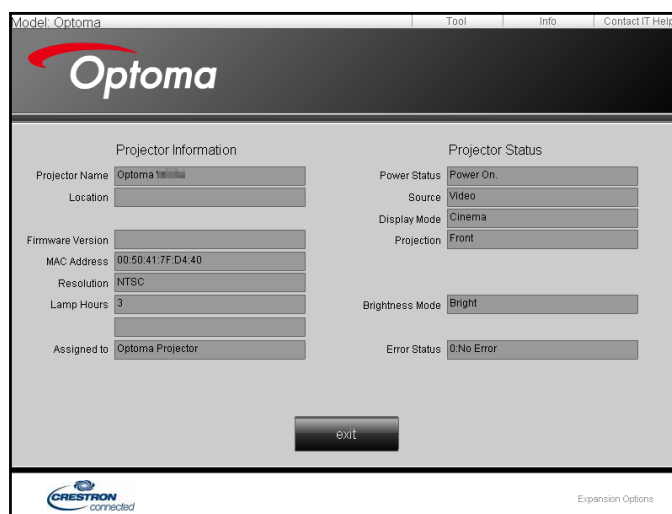 Model: Optoma
Tool
Info
Contact IT Help
Optoma
Projector Information
Projector Name Optoma
Location
Firmware Version
MAC Address 00:50:41:7F:D4:40
Resolution NTSC
Lamp Hours 3
Assigned to Optoma Projector
Projector Status
Power Status Power On.
Source Video
Display Mode Cinema
Projection Front
Brightness Mode Bright
Error Status 0:No Error
exit
CRESTRON
connected
Expansion Options